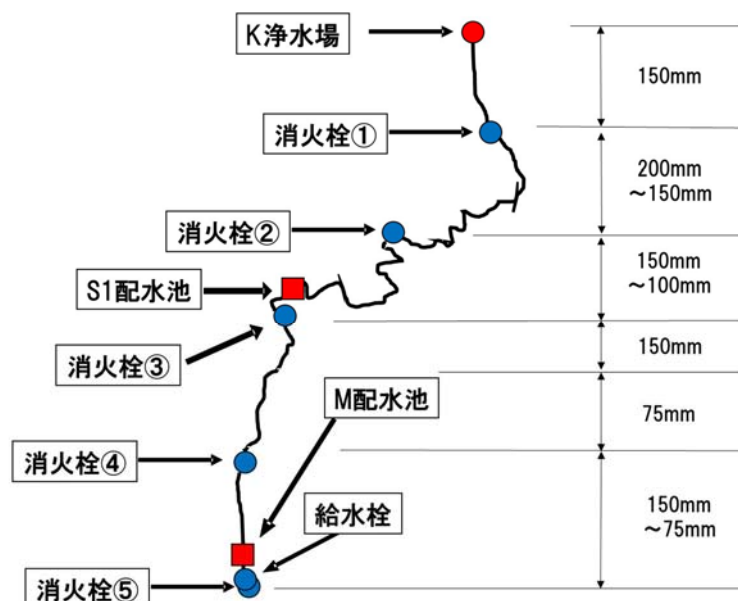 K浄水場
150mm
消火栓①
200mm
～150mm
消火栓②
150mm
～100mm
S1配水池
150mm
消火栓③
M配水池
75mm
消火栓④
給水栓
150mm
～75mm
消火栓⑤